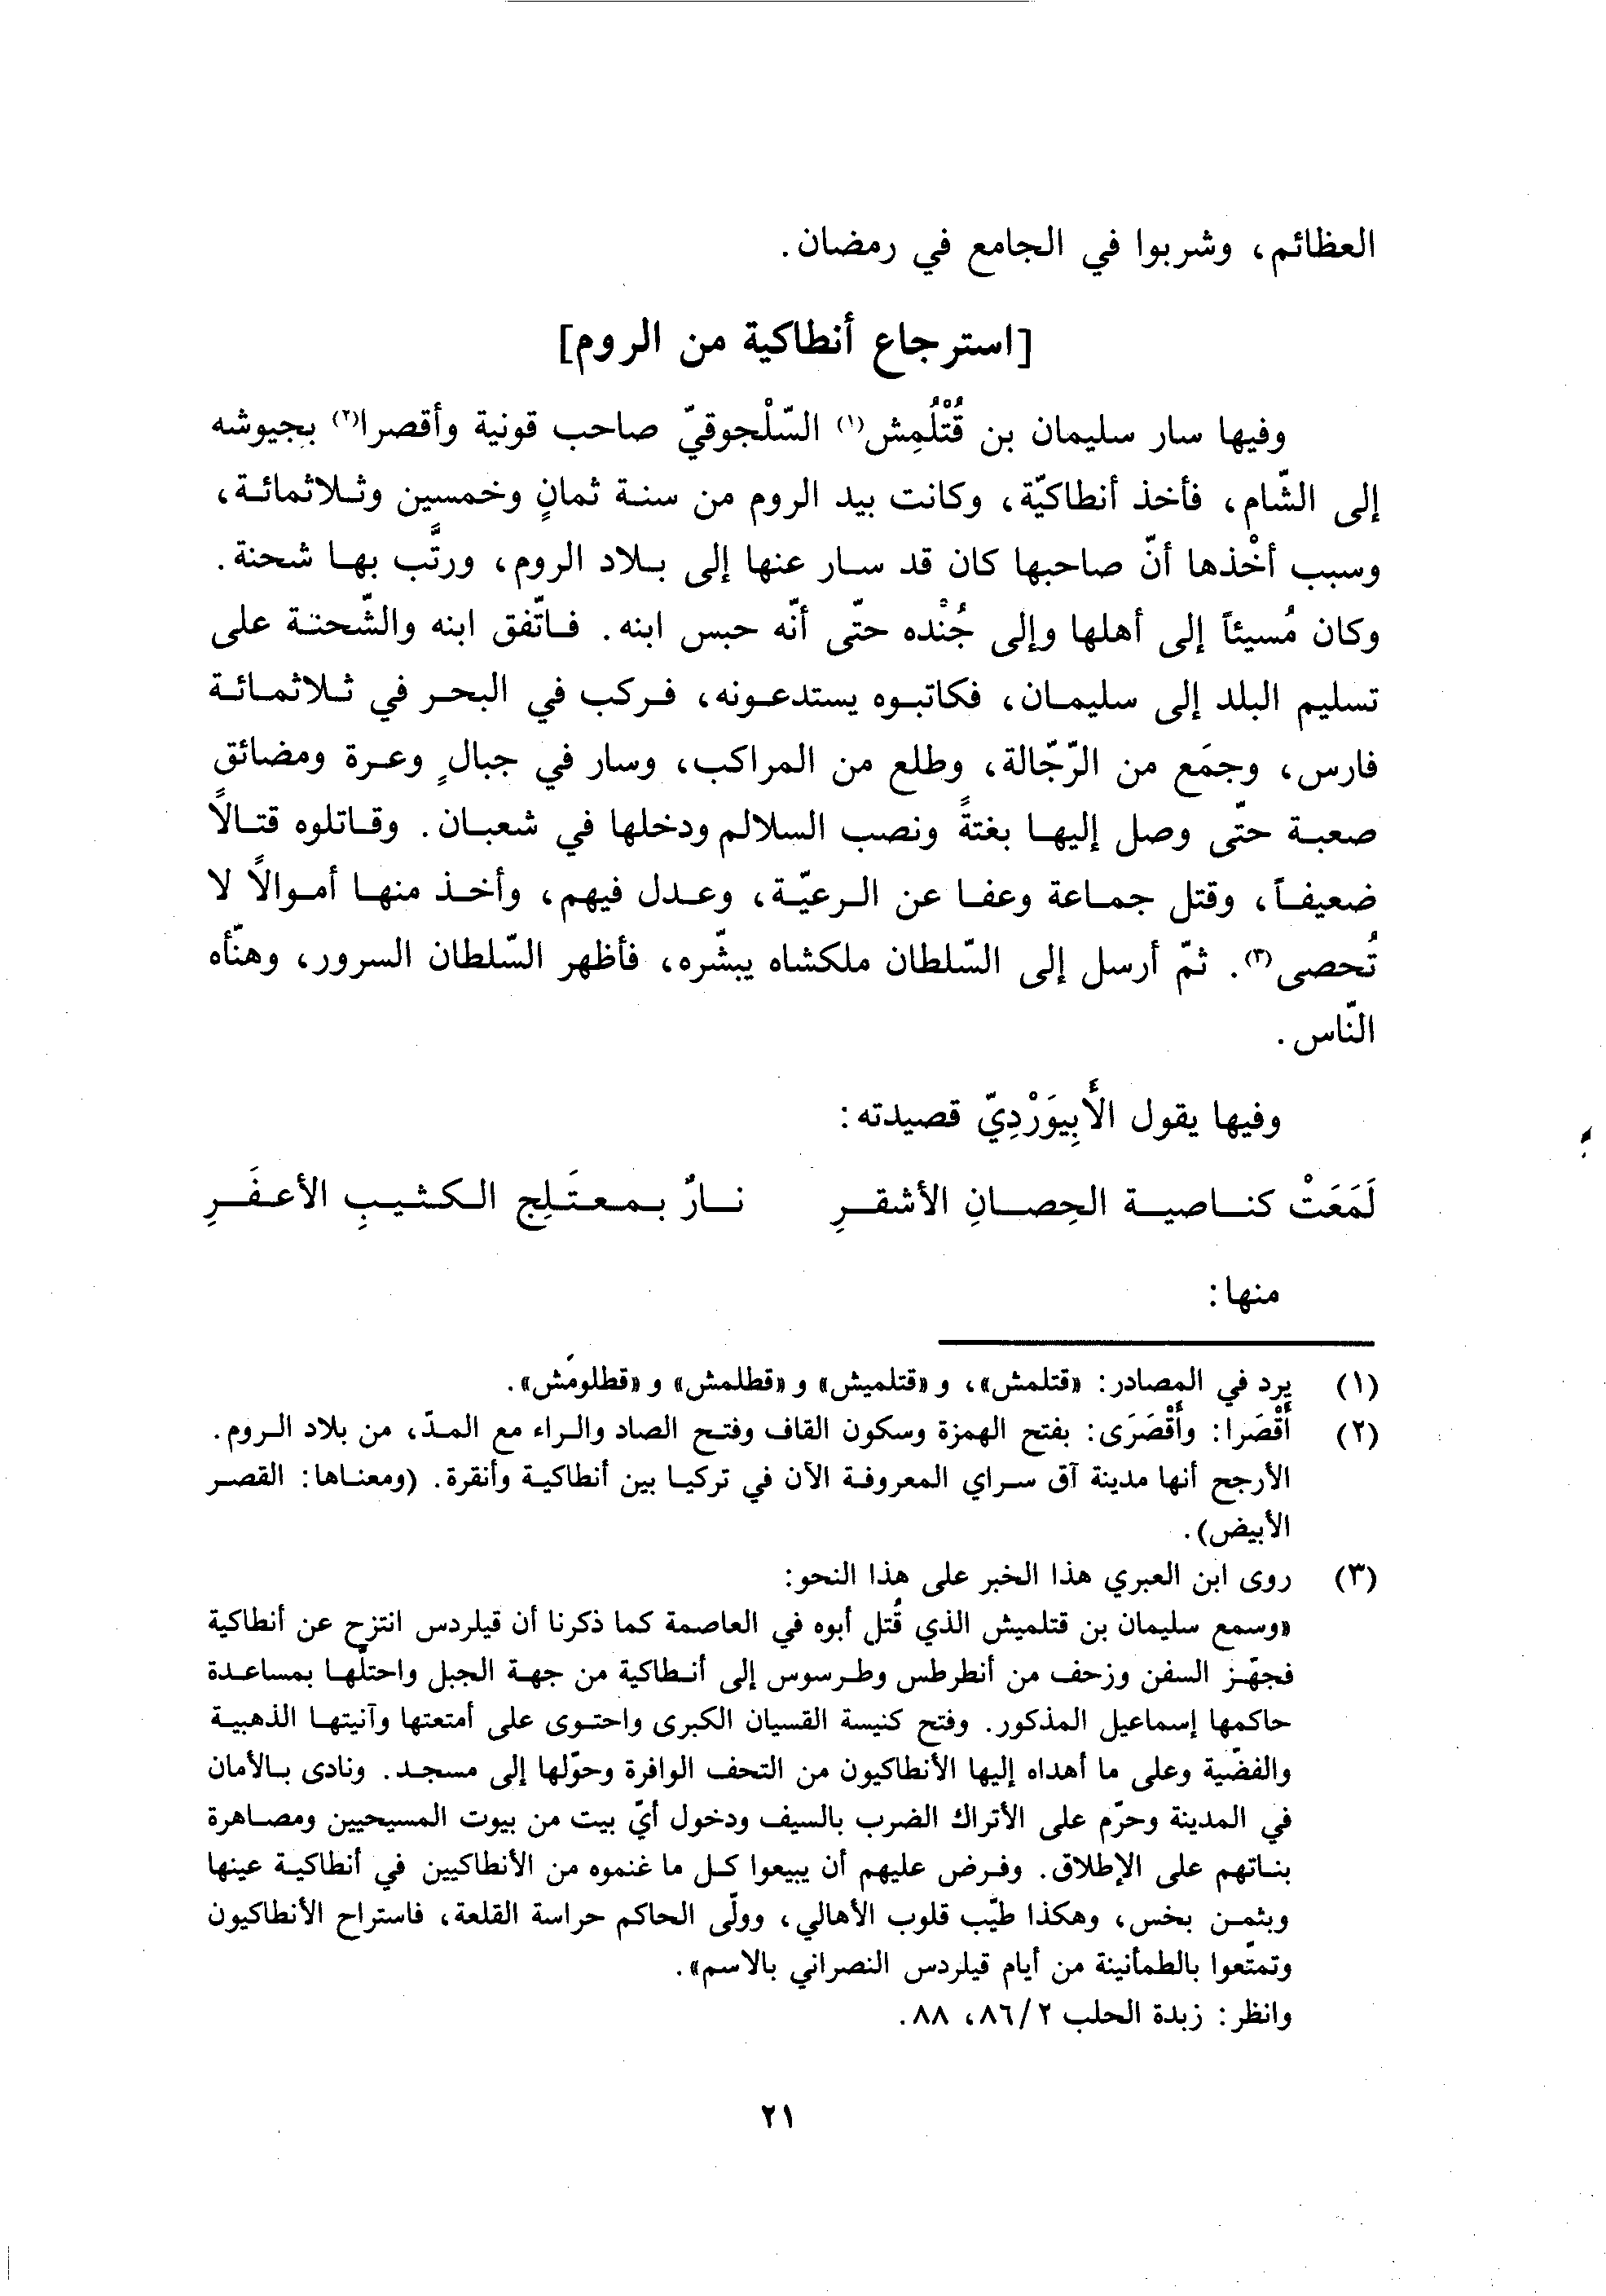 العظائم، وشربوا في الجامع في رمضان.
[استرجاع أنطاكية من الروم]
وفيها سار سليمان بن قُتْلُمِش(١) السّلْجوقيّ صاحب قونية وأقصرا(٢) بجيوشه
إلى الشّام، فأخذ أنطاكيّة، وكانت بيد الروم من سنة ثمانٍ وخمسين وثلاثمائة،
وسبب أخْذها أنّ صاحبها كان قد سار عنها إلى بلاد الروم، ورتَّب بها شحنة.
وكان مُسيئاً إلى أهلها وإلى جُنْده حتّى أنّه حبس ابنه. فاتّفق ابنه والشّحنة على
تسليم البلد إلى سليمان، فكاتبوه يستدعونه، فركب في البحر في ثلاثمائة
فارس، وجمَع من الرّجّالة، وطلع من المراكب، وسار في جبالٍ وعرة ومضائق
صعبة حتّى وصل إليها بغتةً ونصب السلالم ودخلها في شعبان. وقاتلوه قتالاً
ضعيفاً، وقتل جماعة وعفا عن الرعيّة، وعدل فيهم، وأخذ منها أموالاً لا
تُحصى(٣). ثمّ أرسل إلى السّلطان ملكشاه يبشّره، فأظهر السّلطان السرور، وهنّأه
النّاس.
وفيها يقول الأَبِيوَرْدِيّ قصيدته:
لَمَعَتْ كناصية الحِصانِ الأشقرِ نارٌ بمعتَلِج الكثيبِ الأعفَرِ
منها:
(١) يرد في المصادر: «قتلمش»، و«قتلميش» و«قطلمش» و«قطلومش».
(٢) أَقْصَرا: وأَقْصَرَى: بفتح الهمزة وسكون القاف وفتح الصاد والراء مع المدّ، من بلاد الروم.
الأرجح أنها مدينة آق سراي المعروفة الآن في تركيا بين أنطاكية وأنقرة. (ومعناها: القصر
الأبيض).
(٣) روى ابن العبري هذا الخبر على هذا النحو:
«وسمع سليمان بن قتلميش الذي قُتل أبوه في العاصمة كما ذكرنا أن قيلردس انتزح عن أنطاكية
فجهّز السفن وزحف من أنطرطس وطرسوس إلى أنطاكية من جهة الجبل واحتلّها بمساعدة
حاكمها إسماعيل المذكور. وفتح كنيسة القسيان الكبرى واحتوى على أمتعتها وآنيتها الذهبية
والفضّية وعلى ما أهداه إليها الأنطاكيون من التحف الوافرة وحوّلها إلى مسجد. ونادى بالأمان
في المدينة وحرّم على الأتراك الضرب بالسيف ودخول أيّ بيت من بيوت المسيحيين ومصاهرة
بناتهم على الإطلاق. وفرض عليهم أن يبيعوا كل ما غنموه من الأنطاكيين في أنطاكية عينها
وبثمن بخس، وهكذا طيّب قلوب الأهالي، وولّى الحاكم حراسة القلعة، فاستراح الأنطاكيون
وتمتّعوا بالطمأنينة من أيام قيلردس النصراني بالاسم».
وانظر: زبدة الحلب ٢/ ٨٦، ٨٨.
٢١